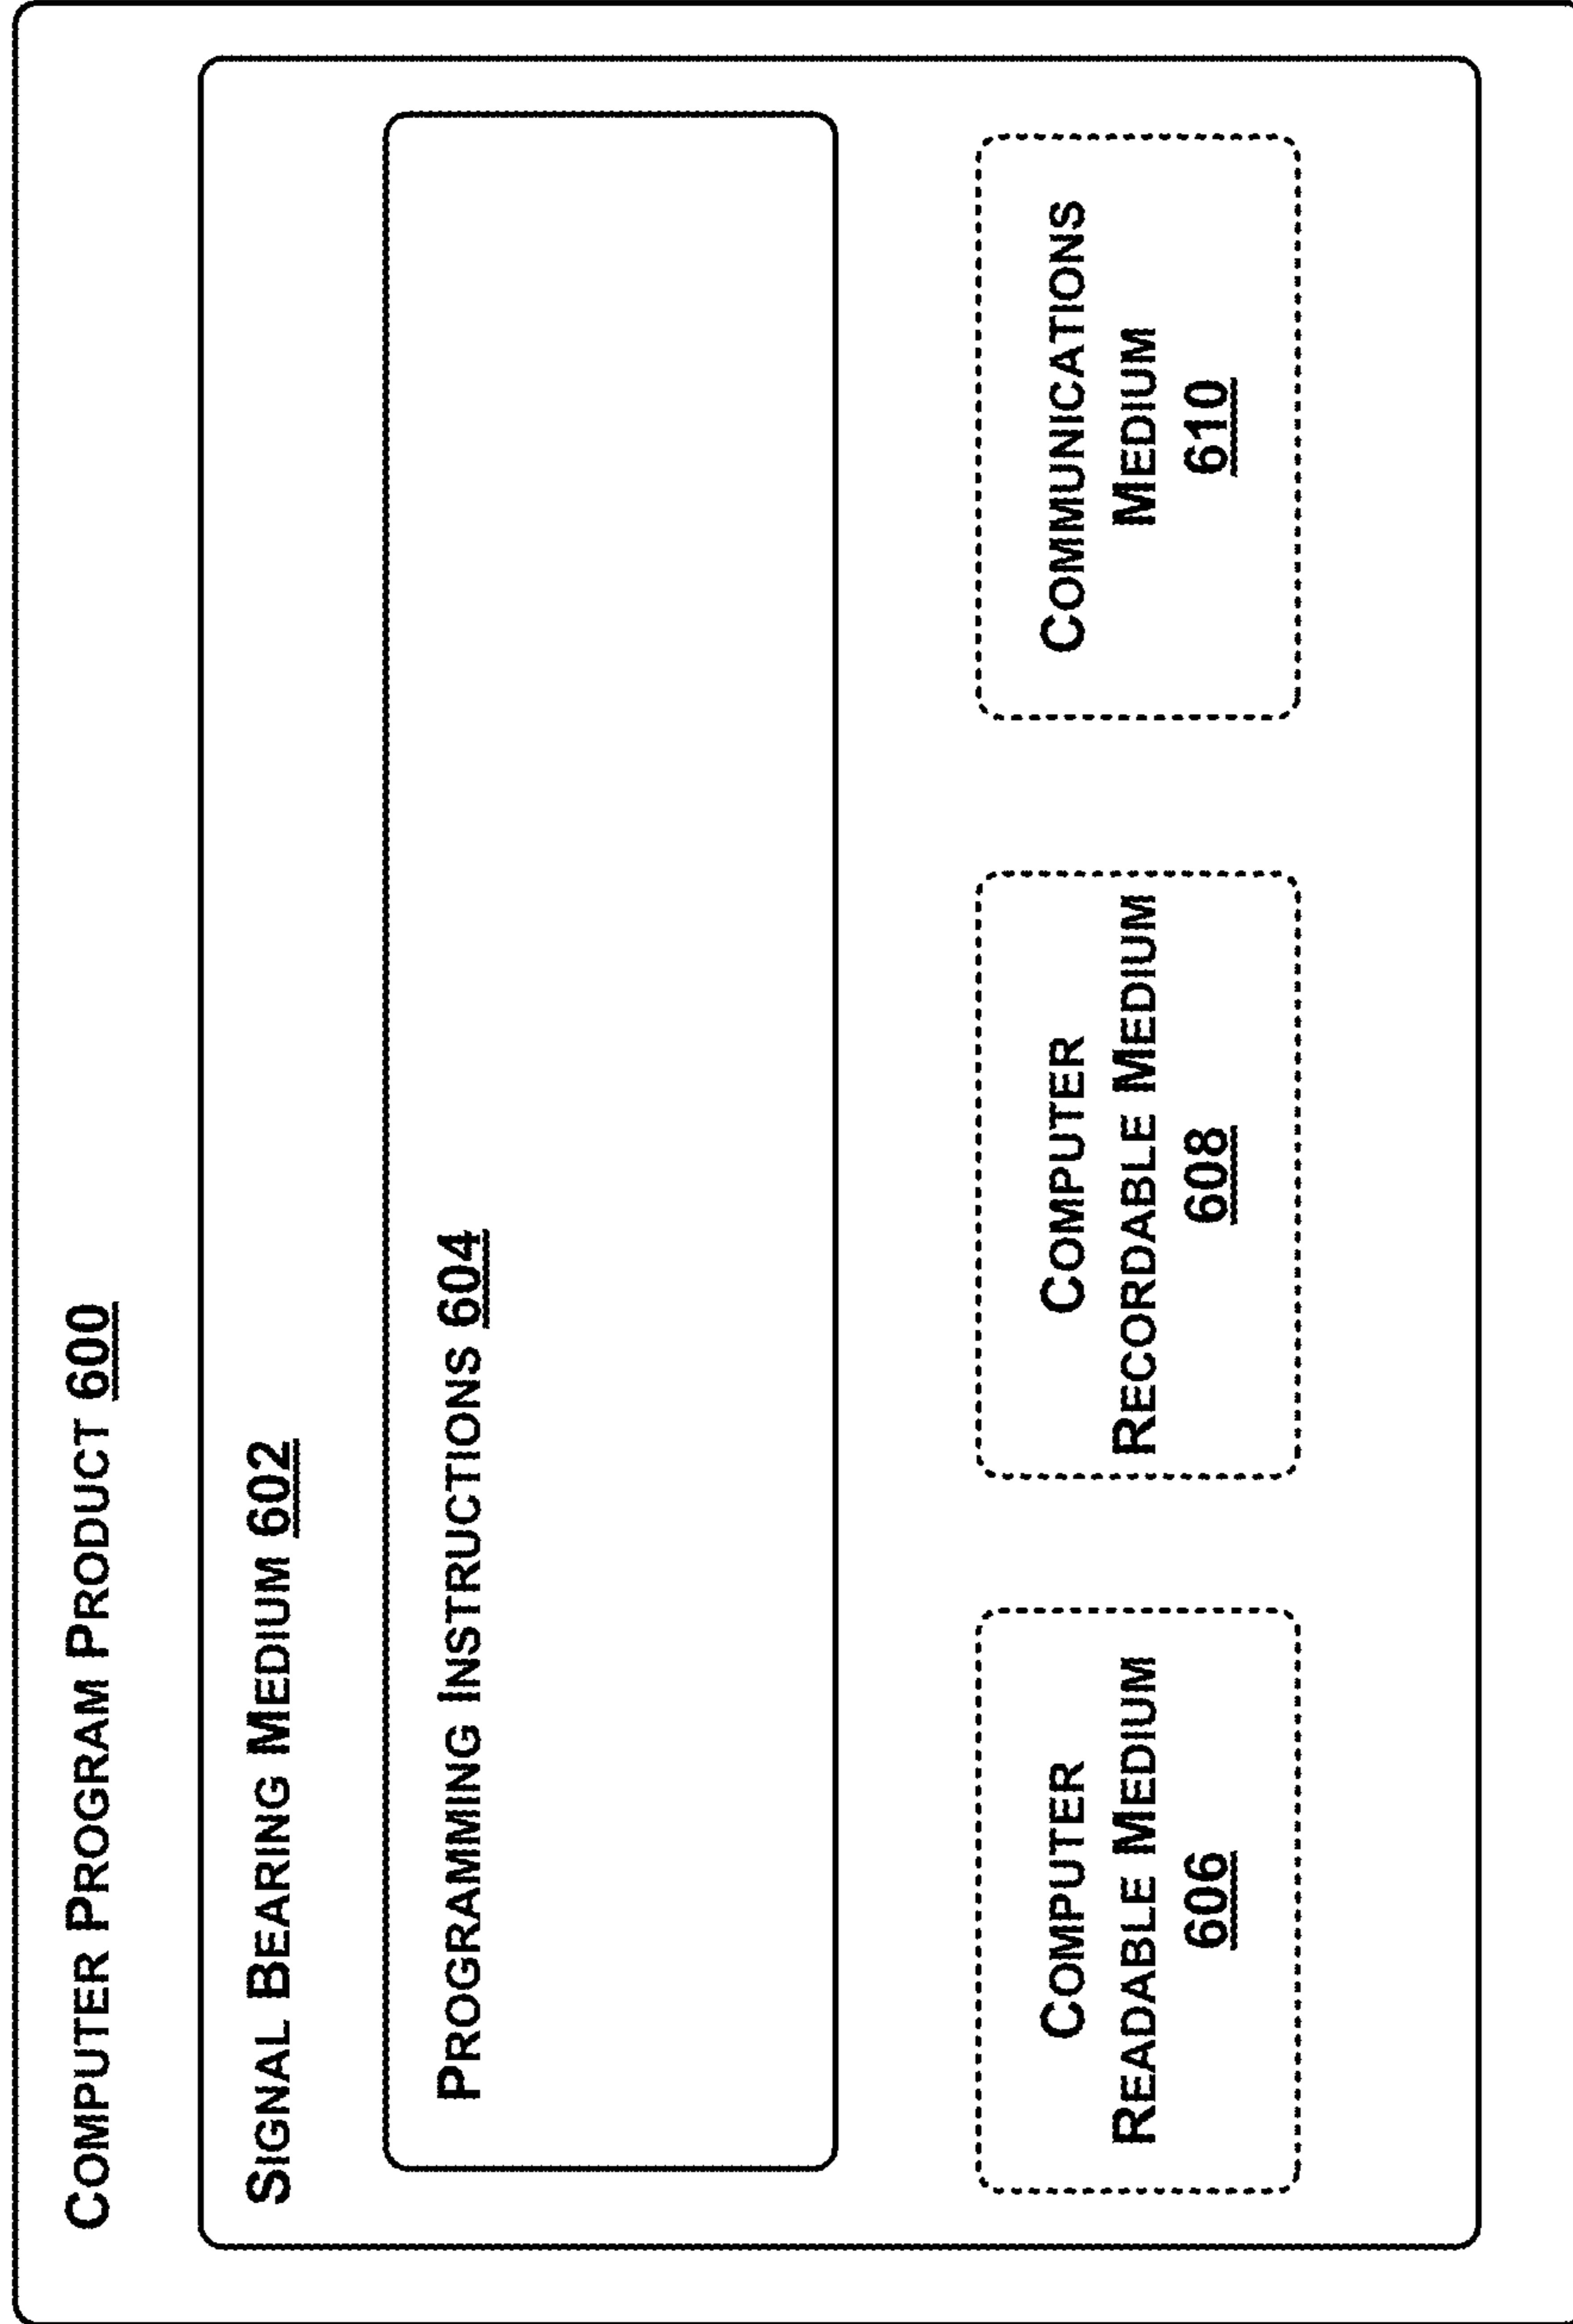 COMPUTER PROGRAM PRODUCT 600
SIGNAL BEARING MEDIUM 602
PROGRAMMING INSTRUCTIONS 604
COMPUTER
READABLE MEDIUM
606
COMPUTER
RECORDABLE MEDIUM
608
COMMUNICATIONS
MEDIUM
610